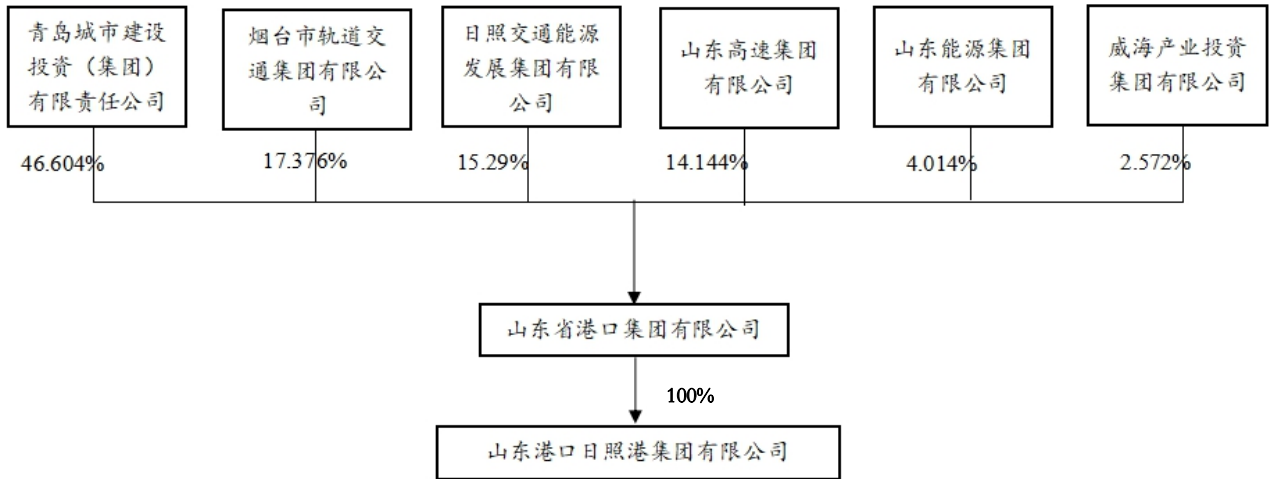 青岛城市建设
投资（集团）
有限责任公司
烟台市轨道交
通集团有限公
司
日照交通能源
发展集团有限
公司
山东高速集团
有限公司
山东能源集团
有限公司
威海产业投资
集团有限公司
46.604%
17.376%
15.29%
14.144%
4.014%
2.572%
山东省港口集团有限公司
100%
山东港口日照港集团有限公司